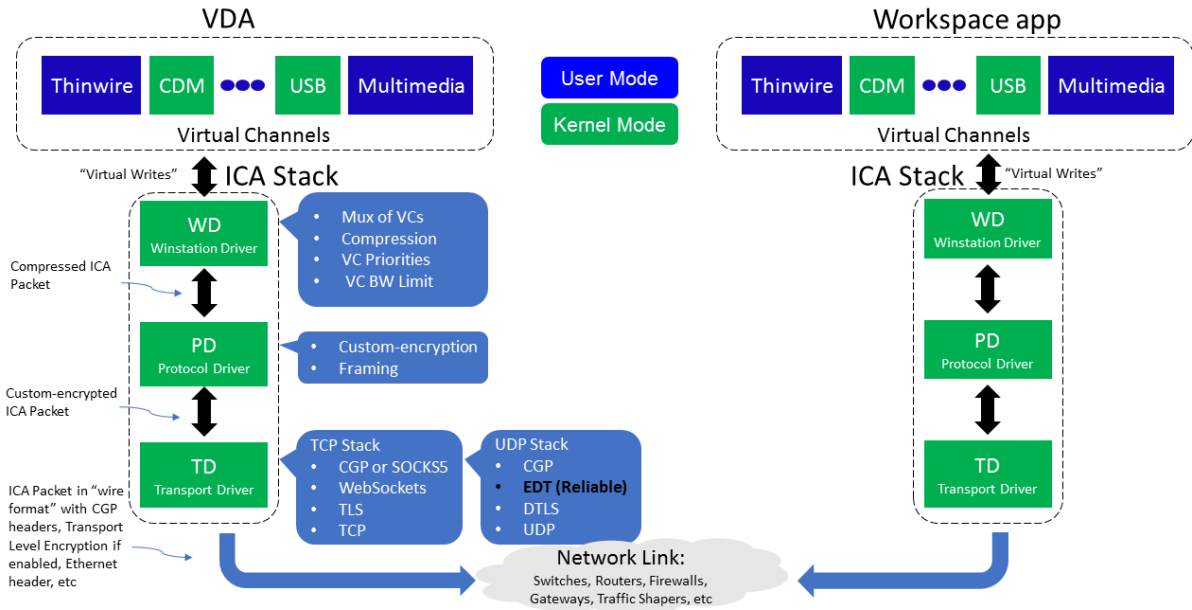 VDA
Thinwire
CDM
USB
Multimedia
Virtual Channels
User Mode
Kernel Mode
Workspace app
Thinwire
CDM
USB
Multimedia
Virtual Channels
“Virtual Writes”
ICA Stack
WD
Winstation Driver
• Mux of VCs
• Compression
• VC Priorities
• VC BW Limit
Compressed ICA
Packet
PD
Protocol Driver
• Custom-encryption
• Framing
Custom-encrypted
ICA Packet
TD
Transport Driver
TCP Stack
• CGP or SOCKS5
• WebSockets
• TLS
• TCP
UDP Stack
• CGP
• EDT (Reliable)
• DTLS
• UDP
ICA Packet in “wire
format” with CGP
headers, Transport
Level Encryption if
enabled, Ethernet
header, etc
Network Link:
Switches, Routers, Firewalls,
Gateways, Traffic Shapers, etc
ICA Stack
“Virtual Writes”
WD
Winstation Driver
PD
Protocol Driver
TD
Transport Driver